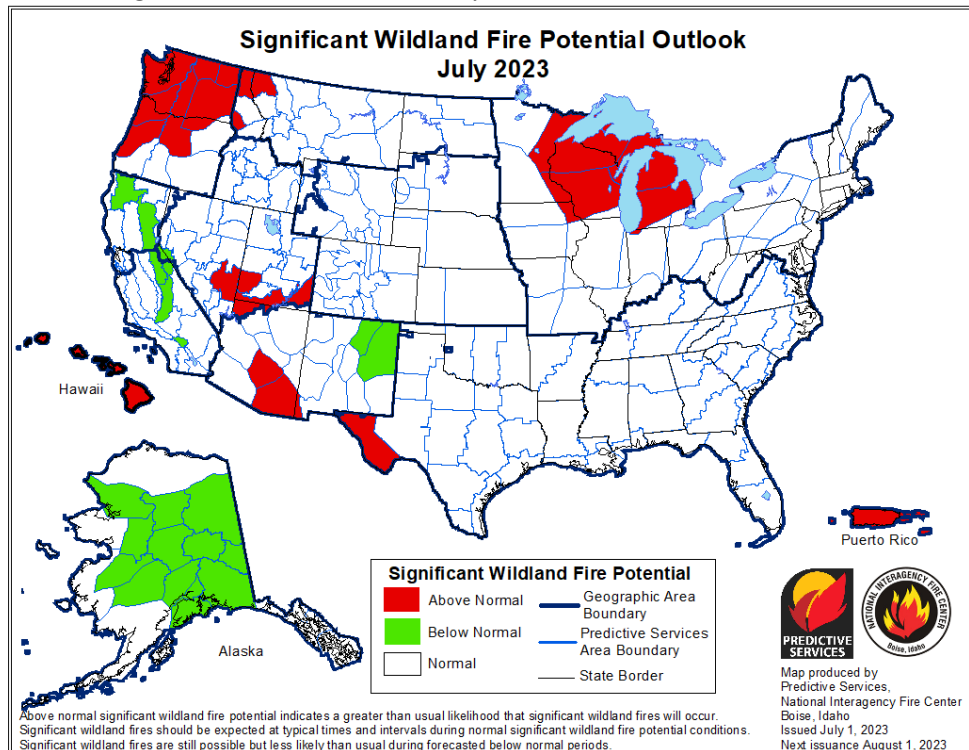 Significant Wildland Fire Potential Outlook
July 2023
Hawaii
Alaska
Puerto Rico
Significant Wildland Fire Potential
Above Normal
Below Normal
Normal
Geographic Area
Boundary
Predictive Services
Area Boundary
State Border
PREDICTIVE
SERVICES
NATIONAL INTERAGENCY FIRE CENTER
Boise, Idaho
Map produced by
Predictive Services,
National Interagency Fire Center
Boise, Idaho
Issued July 1, 2023
Next issuance August 1, 2023
Above normal significant wildland fire potential indicates a greater than usual likelihood that significant wildland fires will occur.
Significant wildland fires should be expected at typical times and intervals during normal significant wildland fire potential conditions.
Significant wildland fires are still possible but less likely than usual during forecasted below normal periods.